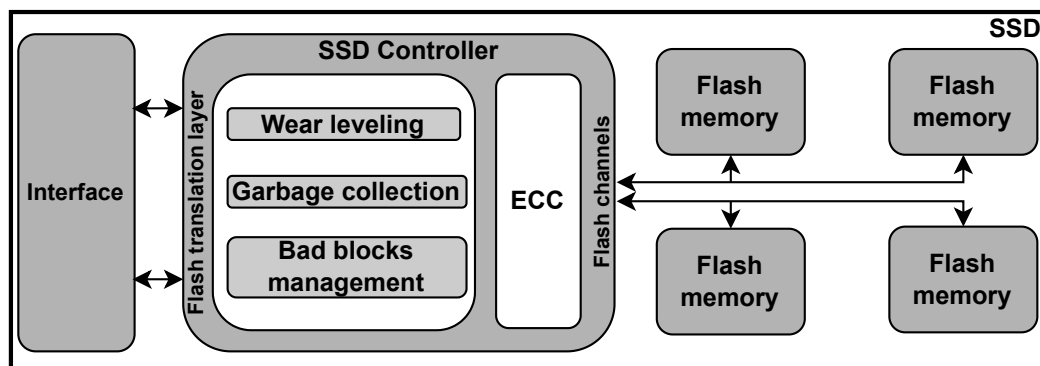 SSD
SSD Controller
Interface
Flash translation layer
Wear leveling
Garbage collection
Bad blocks
management
ECC
Flash channels
Flash
memory
Flash
memory
Flash
memory
Flash
memory